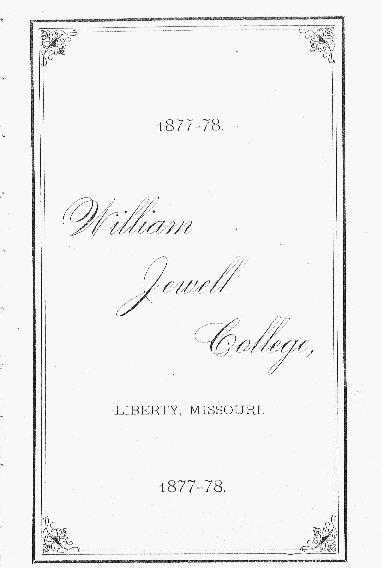 1877-78.
William
Jewell
College,
LIBERTY, MISSOURI.
1877-78.